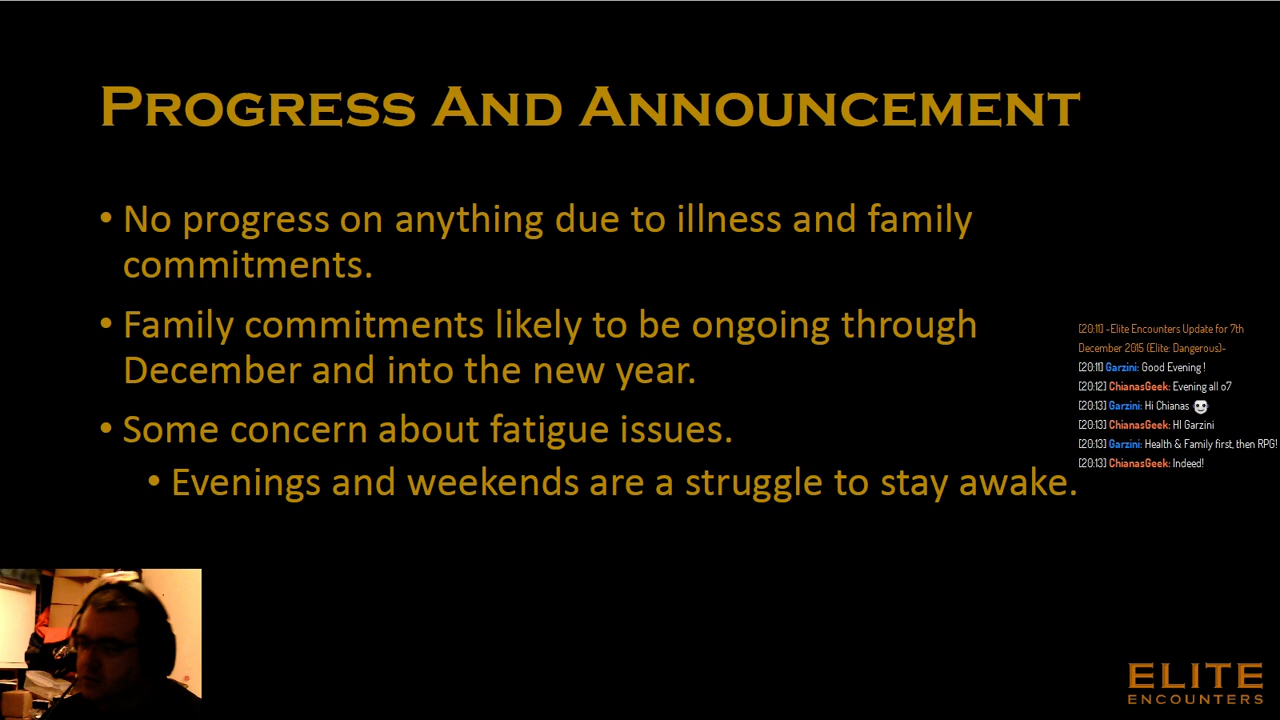 PROGRESS AND ANNOUNCEMENT
• No progress on anything due to illness and family
commitments.
• Family commitments likely to be ongoing through
December and into the new year.
• Some concern about fatigue issues.
• Evenings and weekends are a struggle to stay awake.
[20:11] -Elite Encounters Update for 7th
December 2015 (Elite: Dangerous)-
[20:11] Garzini: Good Evening !
[20:12] ChianasGeek: Evening all o7
[20:13] Garzini: Hi Chianas
[20:13] ChianasGeek: HI Garzini
[20:13] Garzini: Health & Family first, then RPG!
[20:13] ChianasGeek: Indeed!
ELITE
ENCOUNTERS